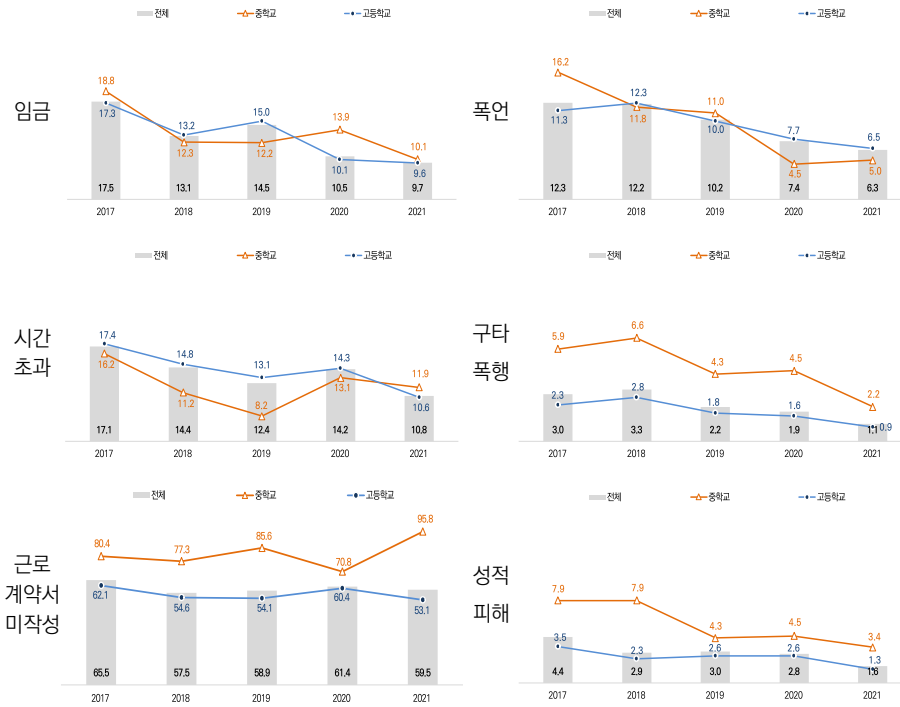 전체 중학교 고등학교
임금
18.8 17.3 12.3 13.2 12.2 15.0 13.9 10.1 10.1 9.6
17.5 13.1 14.5 10.5 9.7
2017 2018 2019 2020 2021
전체 중학교 고등학교
폭언
16.2 11.3 11.8 12.3 11.0 10.0 4.5 7.7 5.0 6.5
12.3 12.2 10.2 7.4 6.3
2017 2018 2019 2020 2021
전체 중학교 고등학교
시간
초과
16.2 17.4 11.2 14.8 8.2 13.1 13.1 14.3 11.9 10.6
17.1 14.4 12.4 14.2 10.8
2017 2018 2019 2020 2021
전체 중학교 고등학교
구타
폭행
5.9 2.3 6.6 2.8 4.3 1.8 4.5 1.6 2.2 0.9
3.0 3.3 2.2 1.9 1.1
2017 2018 2019 2020 2021
전체 중학교 고등학교
근로
계약서
미작성
80.4 62.1 77.3 54.6 85.6 54.1 70.8 60.4 95.8 53.1
65.5 57.5 58.9 61.4 59.5
2017 2018 2019 2020 2021
전체 중학교 고등학교
성적
피해
7.9 3.5 7.9 2.3 4.3 2.6 4.5 2.6 3.4 1.3
4.4 2.9 3.0 2.8 1.6
2017 2018 2019 2020 2021